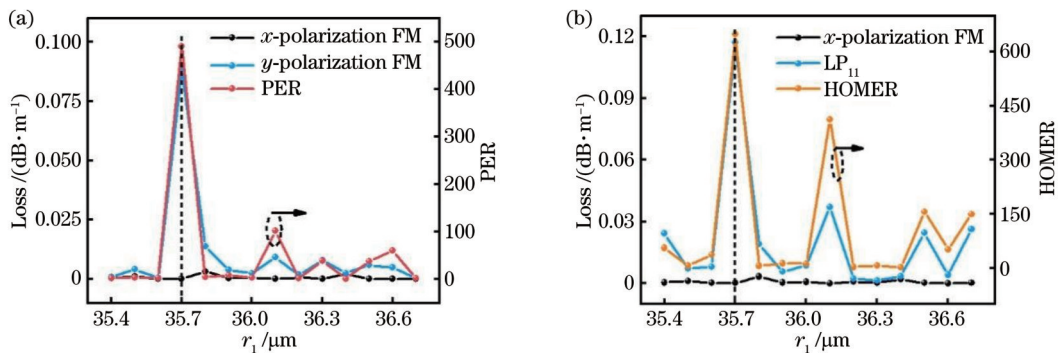 (a)
x-polarization FM
y-polarization FM
PER
Loss /(dB·m⁻¹)
0.100
0.075
0.050
0.025
0
500
400
300
200
100
0
PER
35.4 35.7 36.0 36.3 36.6
r₁ /μm
(b)
x-polarization FM
LP₁₁
HOMER
Loss /(dB·m⁻¹)
0.12
0.09
0.06
0.03
0
600
450
300
150
0
HOMER
35.4 35.7 36.0 36.3 36.6
r₁ /μm